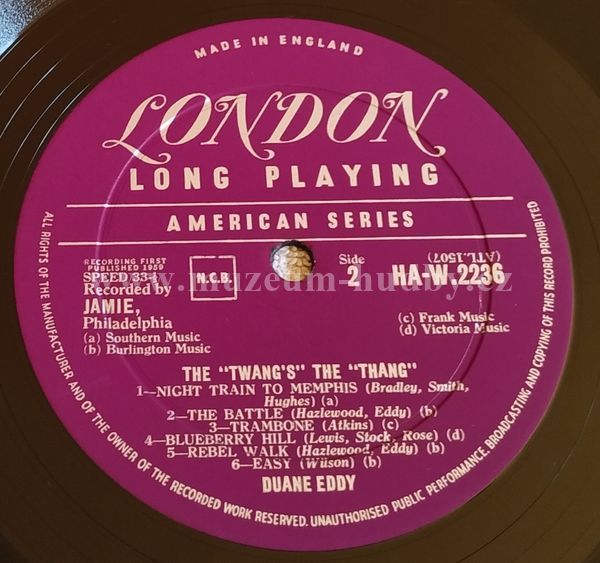 MADE IN ENGLAND
LONDON
LONG PLAYING
AMERICAN SERIES
RECORDING FIRST
PUBLISHED 1959
SPEED 33⅓
Recorded by
JAMIE,
Philadelphia
(a) Southern Music
(b) Burlington Music
N.C.B.
Side
2
(ATL.1507)
HA-W.2236
(c) Frank Music
(d) Victoria Music
www.muzeum-hudby.cz
THE "TWANG'S" THE "THANG"
1—NIGHT TRAIN TO MEMPHIS (Bradley, Smith,
Hughes) (a)
2—THE BATTLE (Hazlewood, Eddy) (b)
3—TRAMBONE (Atkins) (c)
4—BLUEBERRY HILL (Lewis, Stock, Rose) (d)
5—REBEL WALK (Hazlewood, Eddy) (b)
6—EASY (Wilson) (b)
DUANE EDDY
ALL RIGHTS OF THE MANUFACTURER AND OF THE OWNER OF THE RECORDED WORK RESERVED. UNAUTHORISED PUBLIC PERFORMANCE, BROADCASTING AND COPYING OF THIS RECORD PROHIBITED